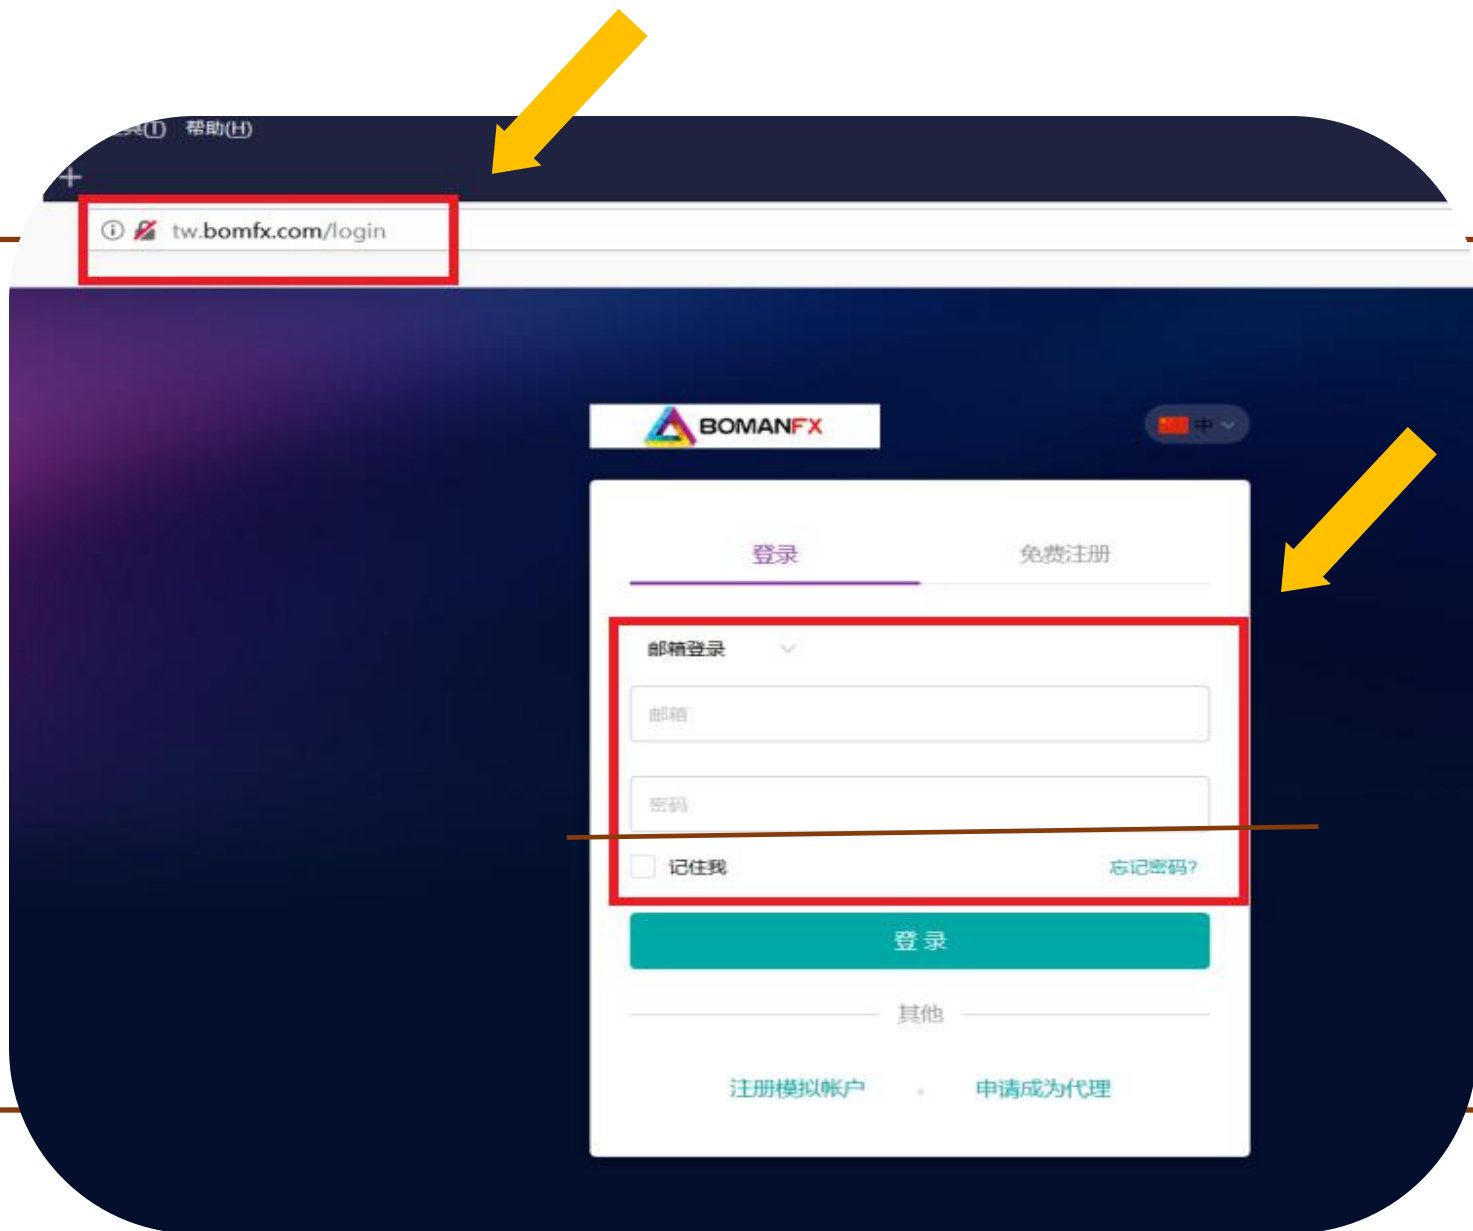 具(T) 帮助(H)
tw.bomfx.com/login
BOMANFX
中
登录 免费注册
邮箱登录
邮箱
密码
记住我 忘记密码?
登 录
其他
注册模拟帐户 申请成为代理